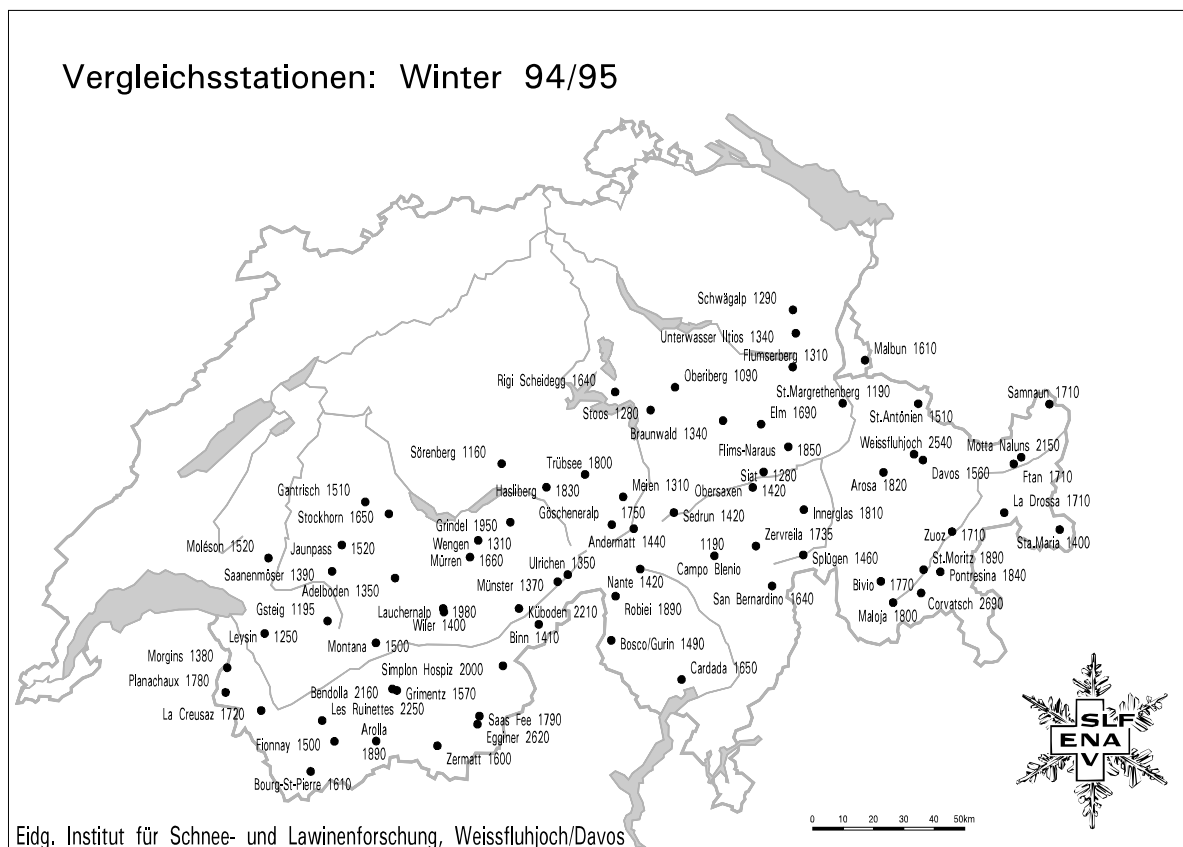 Vergleichsstationen: Winter 94/95
Schwägalp 1290
Unterwasser Iltios 1340
Flumserberg 1310
Malbun 1610
Rigi Scheidegg 1640
Oberiberg 1090
St.Margrethenberg 1190
Samnaun 1710
Stoos 1280
Elm 1690
St.Antönien 1510
Braunwald 1340
Weissfluhjoch 2540
Motta Naluns 2150
Flims-Naraus 1850
Sörenberg 1160
Trübsee 1800
Davos 1560
Ftan 1710
Siat 1280
Arosa 1820
Hasliberg 1830
Meien 1310
Obersaxen 1420
La Drossa 1710
Gantrisch 1510
Göscheneralp 1750
Stockhorn 1650
Sedrun 1420
Innerglas 1810
Grindel 1950
Zervreila 1735
Zuoz 1710
Wengen 1310
Andermatt 1440
Sta.Maria 1400
Moléson 1520
Jaunpass 1520
Mürren 1660
1190
Campo Blenio
Splügen 1460
St.Moritz 1890
Saanenmöser 1390
Ulrichen 1350
Pontresina 1840
Adelboden 1350
Münster 1370
Nante 1420
Bivio 1770
San Bernardino 1640
Corvatsch 2690
Gsteig 1195
Lauchernalp 1980
Küboden 2210
Robiei 1890
Maloja 1800
Wiler 1400
Leysin 1250
Binn 1410
Montana 1500
Bosco/Gurin 1490
Morgins 1380
Simplon Hospiz 2000
Cardada 1650
Planachaux 1780
Bendolla 2160
Grimentz 1570
La Creusaz 1720
Les Ruinettes 2250
Saas Fee 1790
Arolla
1890
Egginer 2620
Fionnay 1500
Zermatt 1600
Bourg-St-Pierre 1610
SLF
ENA
V
0 10 20 30 40 50km
Eidg. Institut für Schnee- und Lawinenforschung, Weissfluhjoch/Davos